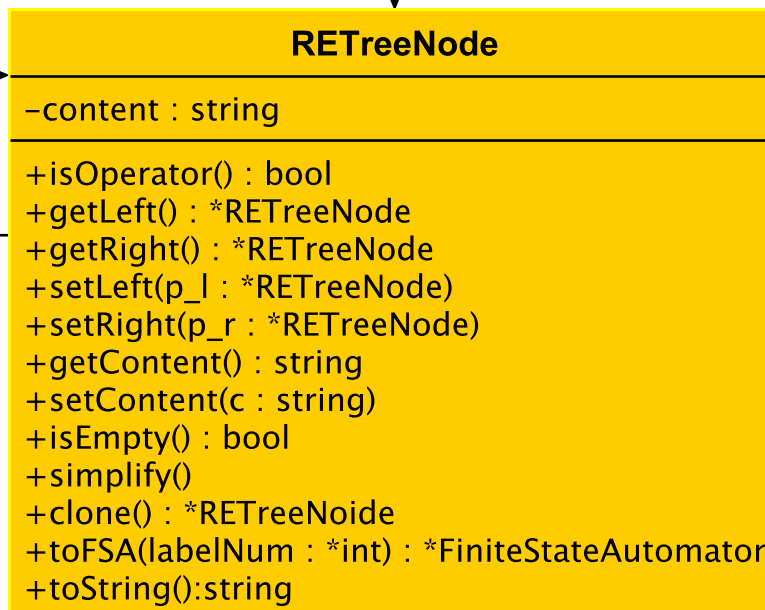 RETreeNode
-content : string
+isOperator() : bool
+getLeft() : *RETreeNode
+getRight() : *RETreeNode
+setLeft(p_l : *RETreeNode)
+setRight(p_r : *RETreeNode)
+getContent() : string
+setContent(c : string)
+isEmpty() : bool
+simplify()
+clone() : *RETreeNoide
+toFSA(labelNum : *int) : *FiniteStateAutomator
+toString():string